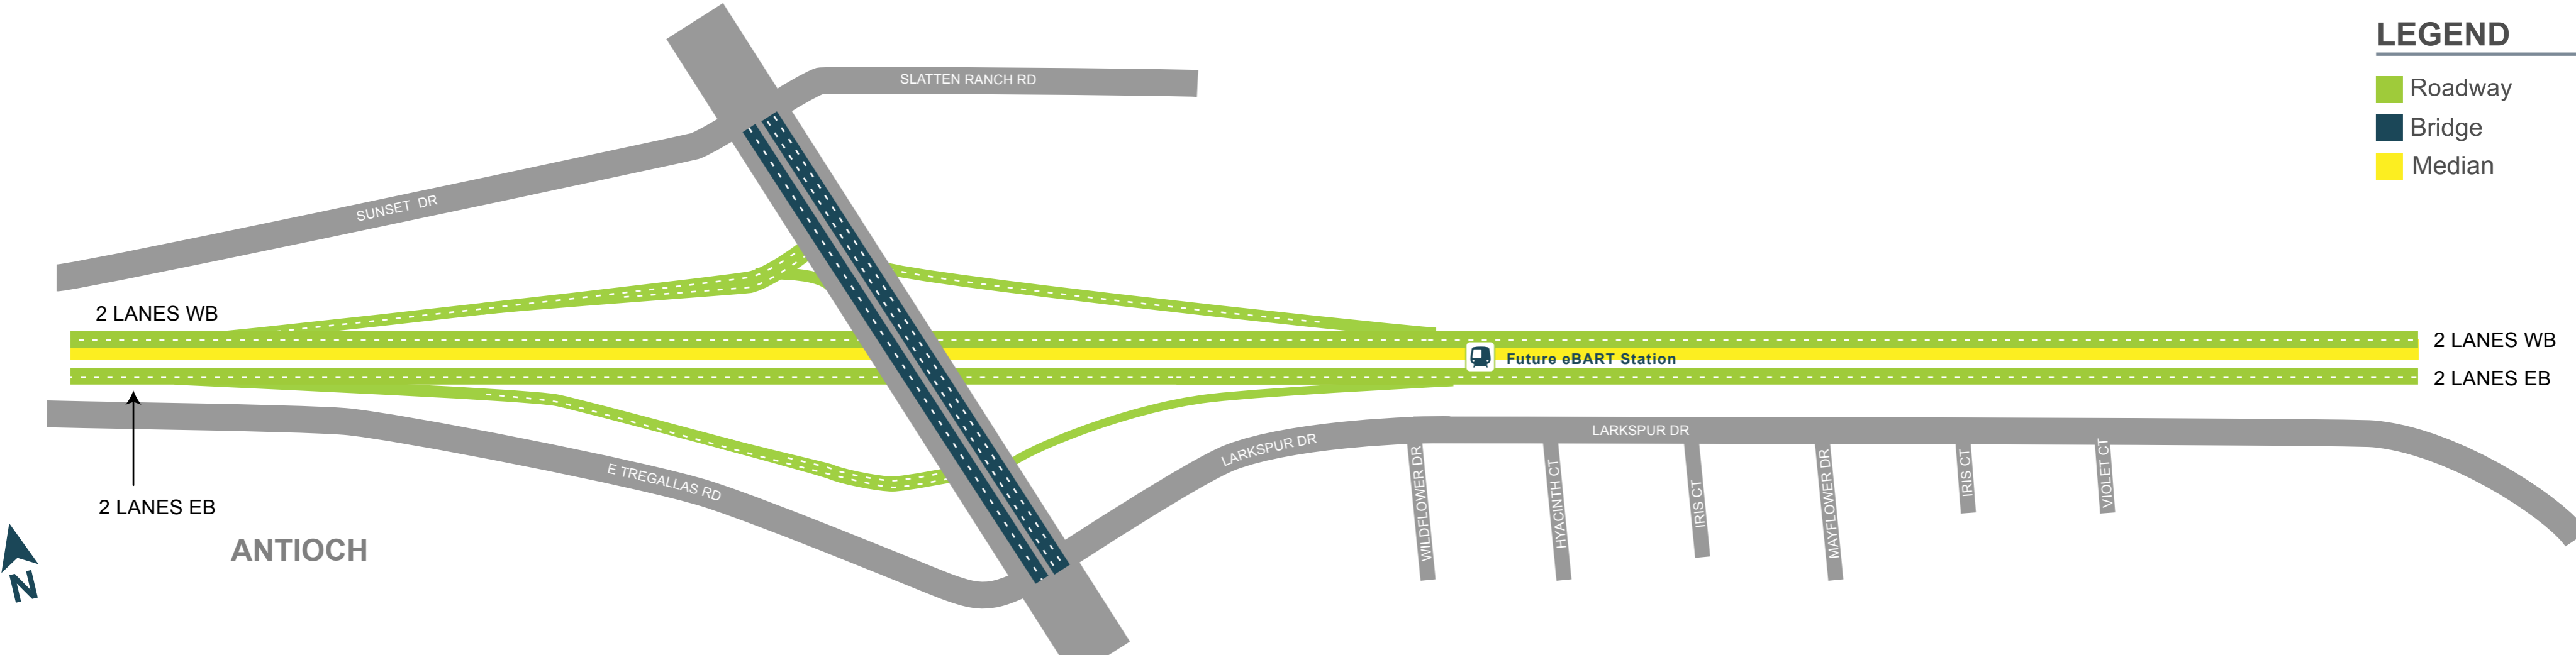 LEGEND
Roadway
Bridge
Median
SLATTEN RANCH RD
SUNSET DR
2 LANES WB
2 LANES WB
Future eBART Station
2 LANES EB
2 LANES EB
LARKSPUR DR
LARKSPUR DR
E TREGALLAS RD
WILDFLOWER DR
HYACINTH CT
IRIS CT
MAYFLOWER DR
IRIS CT
VIOLET CT
ANTIOCH
N